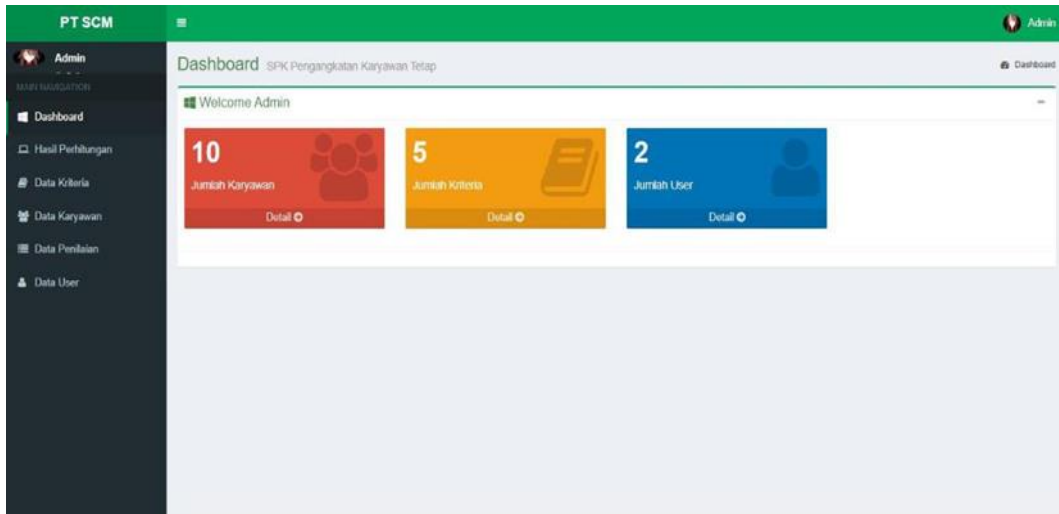 PT SCM
Admin
Admin
MAIN NAVIGATION
Dashboard
Hasil Perhitungan
Data Kriteria
Data Karyawan
Data Penilaian
Data User
Dashboard SPK Pengangkatan Karyawan Tetap
Dashboard
Welcome Admin
10
Jumlah Karyawan
Detail
5
Jumlah Kriteria
Detail
2
Jumlah User
Detail